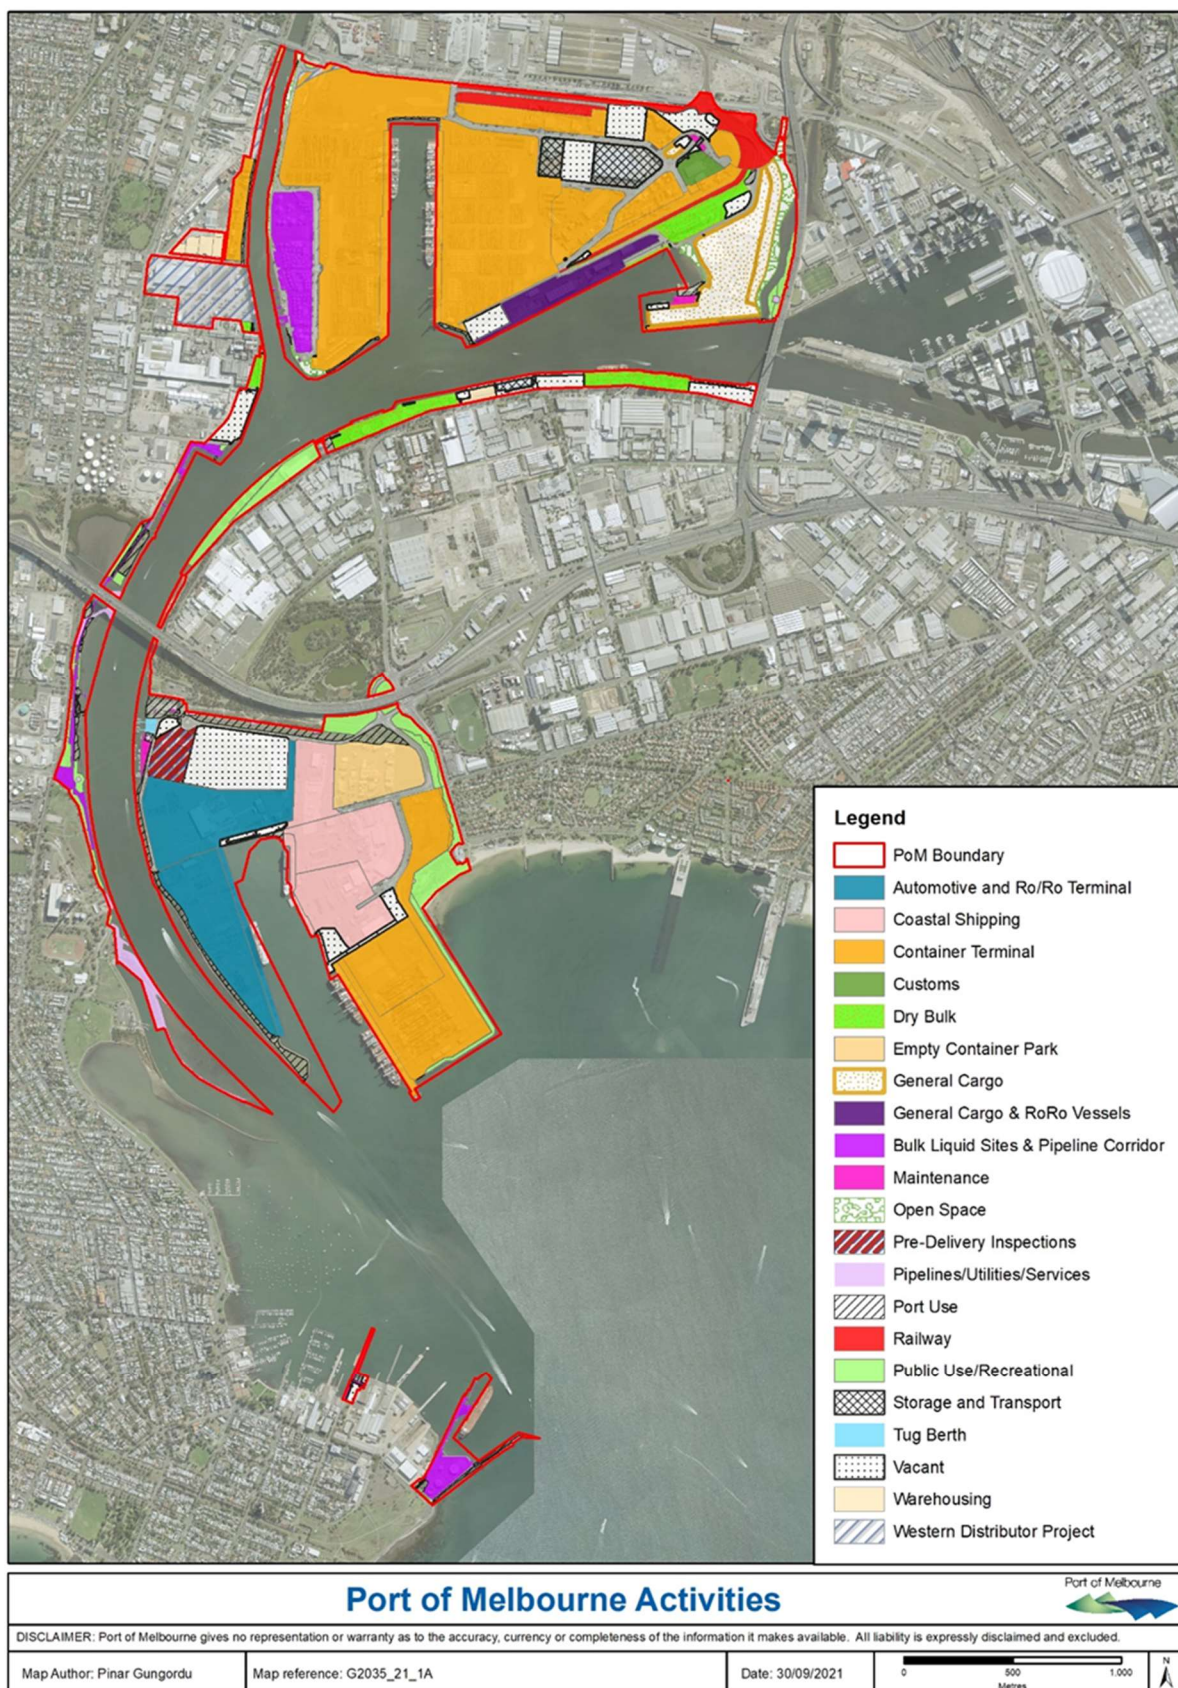 Legend
PoM Boundary
Automotive and Ro/Ro Terminal
Coastal Shipping
Container Terminal
Customs
Dry Bulk
Empty Container Park
General Cargo
General Cargo & RoRo Vessels
Bulk Liquid Sites & Pipeline Corridor
Maintenance
Open Space
Pre-Delivery Inspections
Pipelines/Utilities/Services
Port Use
Railway
Public Use/Recreational
Storage and Transport
Tug Berth
Vacant
Warehousing
Western Distributor Project
Port of Melbourne Activities
Port of Melbourne
DISCLAIMER: Port of Melbourne gives no representation or warranty as to the accuracy, currency or completeness of the information it makes available. All liability is expressly disclaimed and excluded.
Map Author: Pinar Gungordu
Map reference: G2035_21_1A
Date: 30/09/2021
0 500 1,000
Metres
N